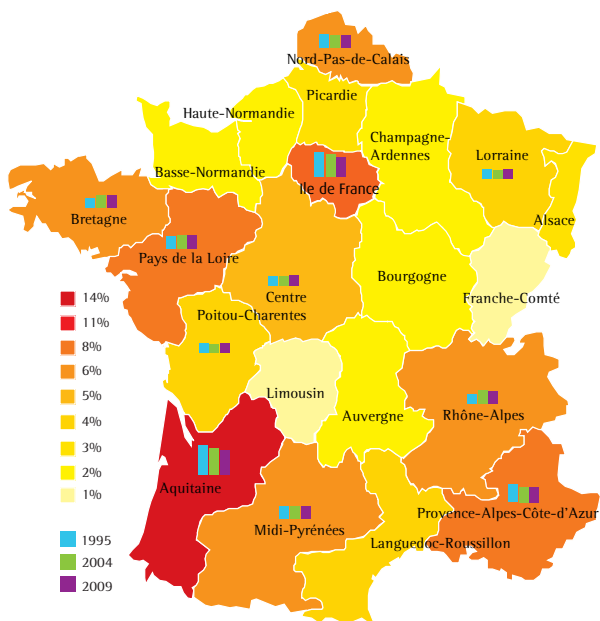 Nord-Pas-de-Calais
Picardie
Haute-Normandie
Champagne-
Ardennes
Lorraine
Basse-Normandie
Ile de France
Alsace
Bretagne
Pays de la Loire
Bourgogne
Centre
Franche-Comté
Poitou-Charentes
Limousin
Auvergne
Rhône-Alpes
Aquitaine
Midi-Pyrénées
Provence-Alpes-Côte-d'Azur
Languedoc-Roussillon
14%
11%
8%
6%
5%
4%
3%
2%
1%
1995
2004
2009